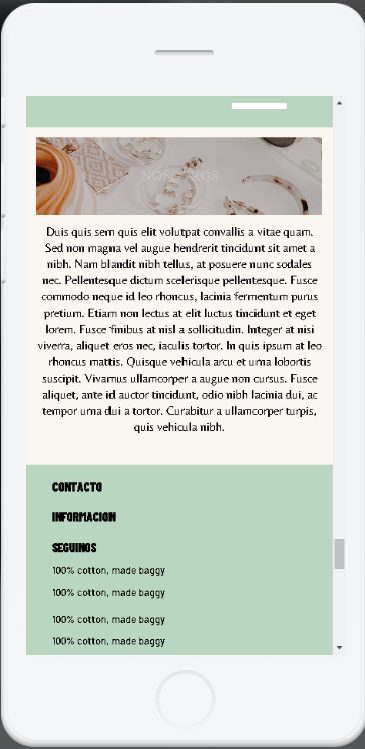 NOSOTROS
Duis quis sem quis elit volutpat convallis a vitae quam.
Sed non magna vel augue hendrerit tincidunt sit amet a
nibh. Nam blandit nibh tellus, at posuere nunc sodales
nec. Pellentesque dictum scelerisque pellentesque. Fusce
commodo neque id leo rhoncus, lacinia fermentum purus
pretium. Etiam non lectus at elit luctus tincidunt et eget
lorem. Fusce finibus at nisl a sollicitudin. Integer at nisi
viverra, aliquet eros nec, iaculis tortor. In quis ipsum at leo
rhoncus mattis. Quisque vehicula arcu et urna lobortis
suscipit. Vivamus ullamcorper a augue non cursus. Fusce
aliquet, ante id auctor tincidunt, odio nibh lacinia dui, ac
tempor urna dui a tortor. Curabitur a ullamcorper turpis,
quis vehicula nibh.
CONTACTO
INFORMACION
SEGUINOS
100% cotton, made baggy
100% cotton, made baggy
100% cotton, made baggy
100% cotton, made baggy